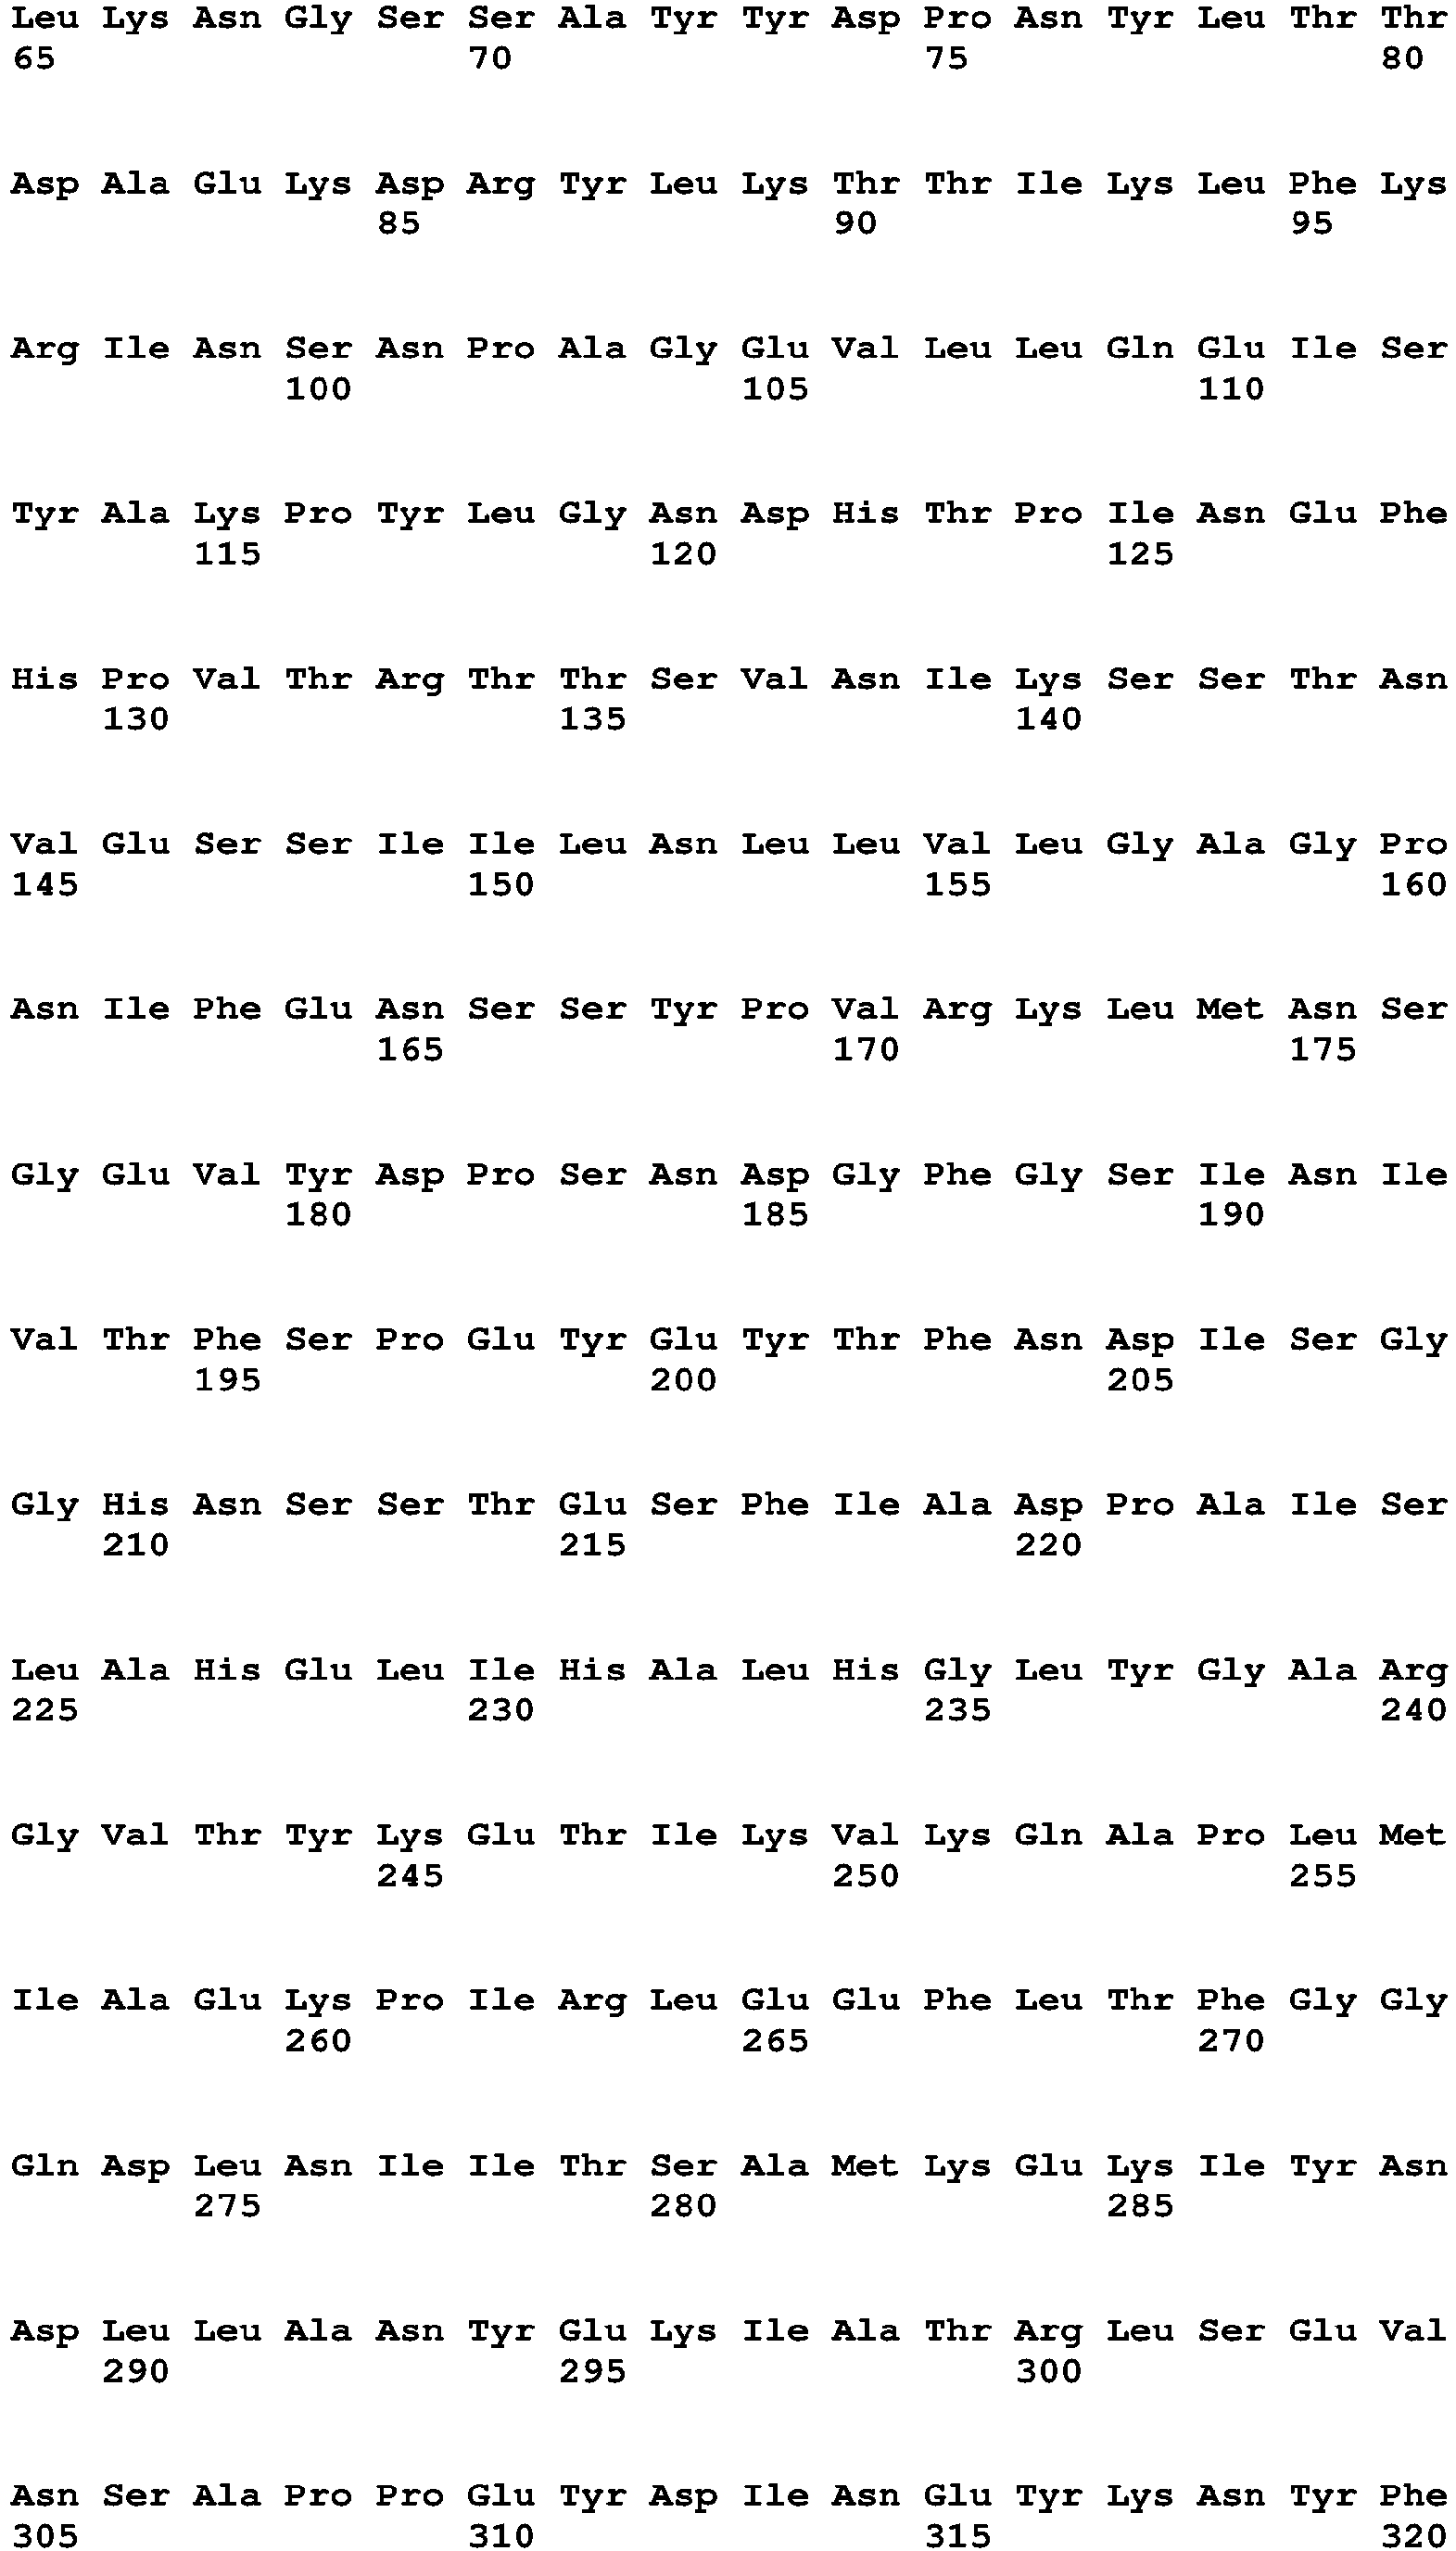 Leu Lys Asn Gly Ser Ser Ala Tyr Tyr Asp Pro Asn Tyr Leu Thr Thr
65 70 75 80
Asp Ala Glu Lys Asp Arg Tyr Leu Lys Thr Thr Ile Lys Leu Phe Lys
85 90 95
Arg Ile Asn Ser Asn Pro Ala Gly Glu Val Leu Leu Gln Glu Ile Ser
100 105 110
Tyr Ala Lys Pro Tyr Leu Gly Asn Asp His Thr Pro Ile Asn Glu Phe
115 120 125
His Pro Val Thr Arg Thr Thr Ser Val Asn Ile Lys Ser Ser Thr Asn
130 135 140
Val Glu Ser Ser Ile Ile Leu Asn Leu Leu Val Leu Gly Ala Gly Pro
145 150 155 160
Asn Ile Phe Glu Asn Ser Ser Tyr Pro Val Arg Lys Leu Met Asn Ser
165 170 175
Gly Glu Val Tyr Asp Pro Ser Asn Asp Gly Phe Gly Ser Ile Asn Ile
180 185 190
Val Thr Phe Ser Pro Glu Tyr Glu Tyr Thr Phe Asn Asp Ile Ser Gly
195 200 205
Gly His Asn Ser Ser Thr Glu Ser Phe Ile Ala Asp Pro Ala Ile Ser
210 215 220
Leu Ala His Glu Leu Ile His Ala Leu His Gly Leu Tyr Gly Ala Arg
225 230 235 240
Gly Val Thr Tyr Lys Glu Thr Ile Lys Val Lys Gln Ala Pro Leu Met
245 250 255
Ile Ala Glu Lys Pro Ile Arg Leu Glu Glu Phe Leu Thr Phe Gly Gly
260 265 270
Gln Asp Leu Asn Ile Ile Thr Ser Ala Met Lys Glu Lys Ile Tyr Asn
275 280 285
Asp Leu Leu Ala Asn Tyr Glu Lys Ile Ala Thr Arg Leu Ser Glu Val
290 295 300
Asn Ser Ala Pro Pro Glu Tyr Asp Ile Asn Glu Tyr Lys Asn Tyr Phe
305 310 315 320